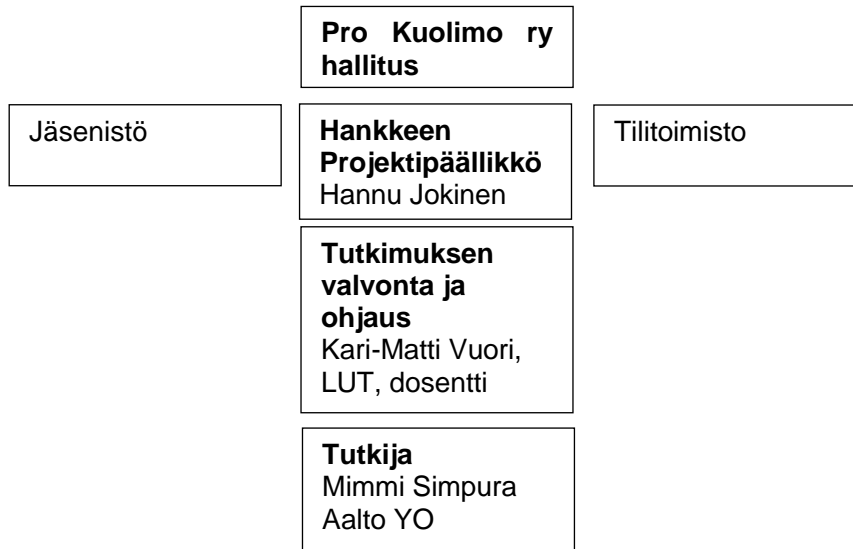 Pro Kuolimo ry
hallitus
Jäsenistö
Hankkeen
Projektipäällikkö
Hannu Jokinen
Tilitoimisto
Tutkimuksen
valvonta ja
ohjaus
Kari-Matti Vuori,
LUT, dosentti
Tutkija
Mimmi Simpura
Aalto YO